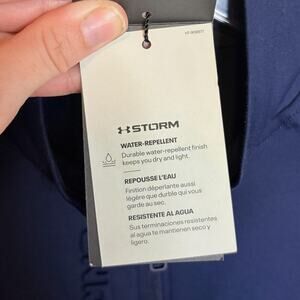 STORM
WATER-REPELLENT
Durable water-repellent finish
keeps you dry and light.
REPOUSSE L'EAU
Finition déperlante aussi
légère que durable qui vous
garde au sec.
RESISTENTE AL AGUA
Sus terminaciones resistentes
al agua te mantienen seco y
ligero.